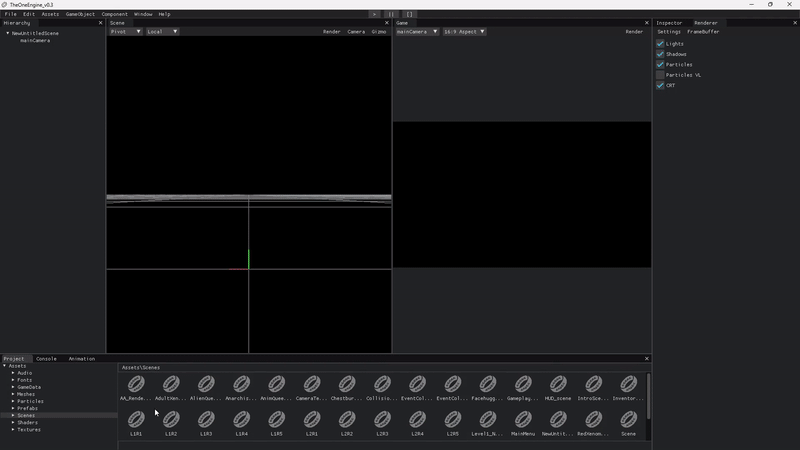 TheOneEngine_v0.3
File Edit Assets GameObject Component Window Help
Hierarchy
NewUntitledScene
mainCamera
Scene
Pivot Local Render Camera Gizmo
Game
mainCamera 16:9 Aspect Render
Inspector Renderer
Settings FrameBuffer
Lights
Shadows
Particles
Particles VL
CRT
Project Console Animation
Assets
Audio
Fonts
GameData
Meshes
Particles
Prefabs
Scenes
Shaders
Textures
Assets\Scenes
AA_Rende... AdultXen... AlienQue... Anarchis... AnimQuee... CameraTe... Chestbur... Collisio... EventCol... EventCol... Facehugg... Gameplay... HUD_scene IntroSce... Inventor...
L1R1 L1R2 L1R3 L1R4 L1R5 L2R1 L2R2 L2R3 L2R4 L2R5 Level1_N... MainMenu NewUntit... RedXenom... Scene